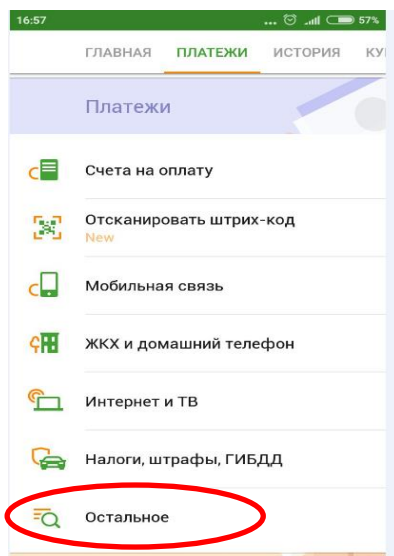 16:57 ... 57%
ГЛАВНАЯ ПЛАТЕЖИ ИСТОРИЯ КУ
Платежи
Счета на оплату
Отсканировать штрих-код
New
Мобильная связь
ЖКХ и домашний телефон
Интернет и ТВ
Налоги, штрафы, ГИБДД
Остальное